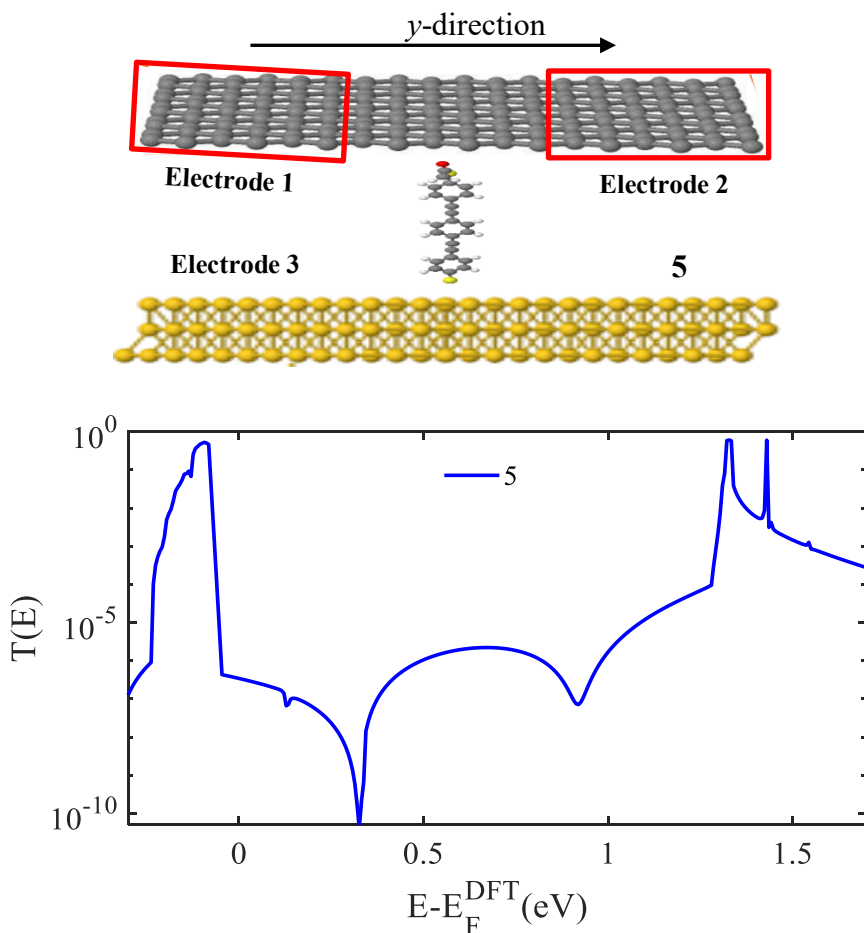 y-direction
Electrode 1
Electrode 2
Electrode 3
5
10^0
5
10^-5
T(E)
10^-10
0
0.5
1
1.5
E-E_F^DFT(eV)